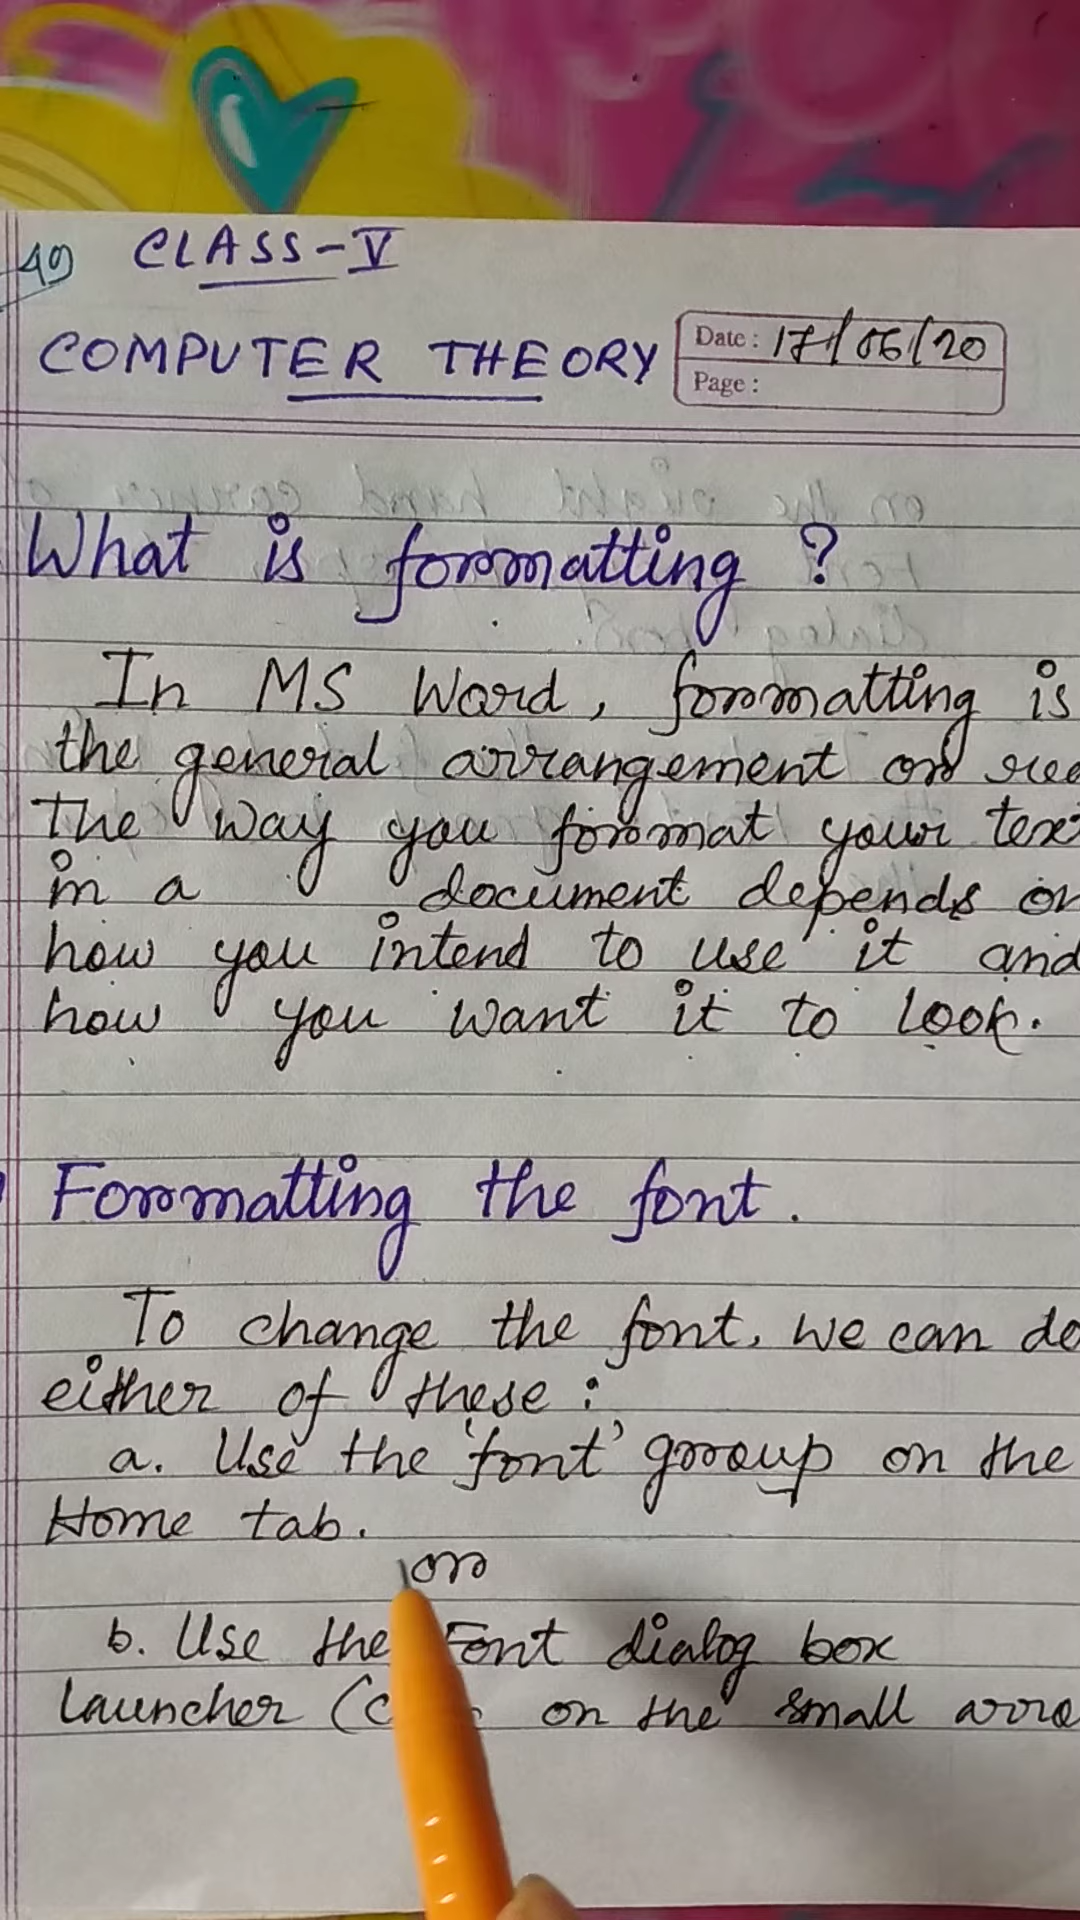 49 CLASS-V
COMPUTER THEORY
Date: 17/06/20
Page:
What is formatting ?
In MS Word, formatting is
the general arrangement or
The way you format your text
in a document depends on
how you intend to use it and
how you want it to look.
Formatting the font.
To change the font, we can do
either of these :
a. Use the 'font' group on the
Home tab.
or
b. Use the Font dialog box
Launcher ( on the small